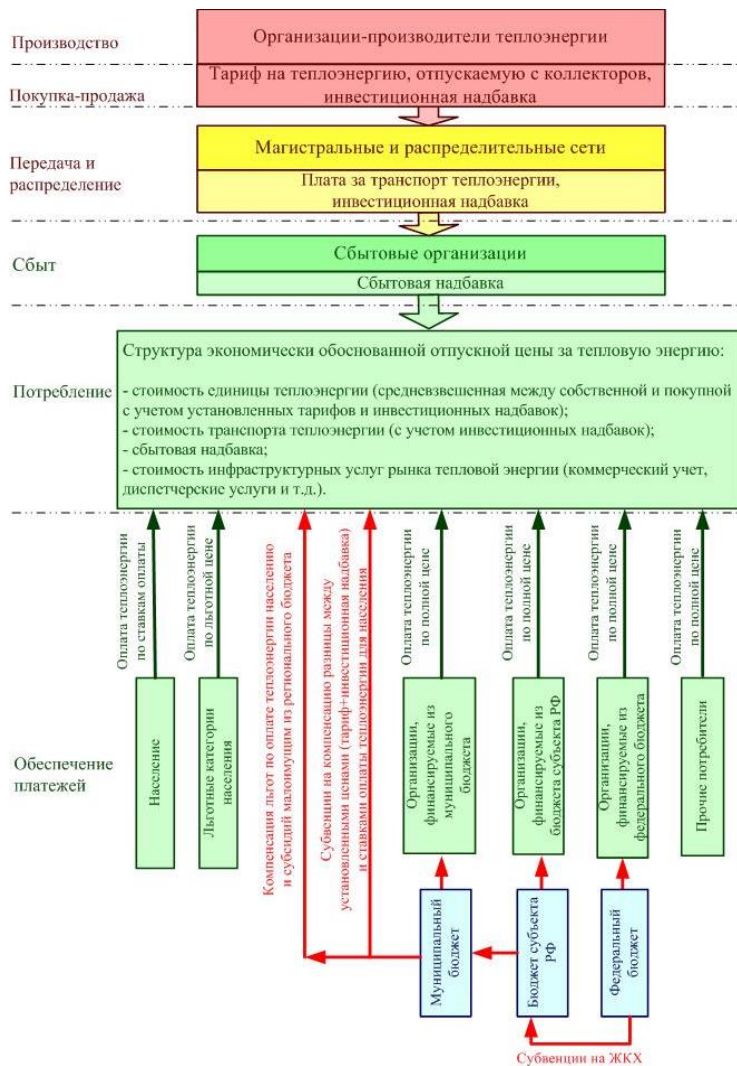 Производство
Организации-производители теплоэнергии
Покупка-продажа
Тариф на теплоэнергию, отпускаемую с коллекторов,
инвестиционная надбавка
Передача и
распределение
Магистральные и распределительные сети
Плата за транспорт теплоэнергии,
инвестиционная надбавка
Сбыт
Сбытовые организации
Сбытовая надбавка
Потребление
Структура экономически обоснованной отпускной цены за тепловую энергию:
- стоимость единицы теплоэнергии (средневзвешенная между собственной и покупной
с учетом установленных тарифов и инвестиционных надбавок);
- стоимость транспорта теплоэнергии (с учетом инвестиционных надбавок);
- сбытовая надбавка;
- стоимость инфраструктурных услуг рынка тепловой энергии (коммерческий учет,
диспетчерские услуги и т.д.).
Оплата теплоэнергии
по ставкам оплаты
Оплата теплоэнергии
по льготной цене
Компенсация льгот по оплате теплоэнергии населению
и субсидий малоимущим из регионального бюджета
Субвенции на компенсацию разницы между
установленными ценами (тариф+инвестиционная надбавка)
и ставками оплаты теплоэнергии для населения
Оплата теплоэнергии
по полной цене
Оплата теплоэнергии
по полной цене
Оплата теплоэнергии
по полной цене
Оплата теплоэнергии
по полной цене
Обеспечение
платежей
Население
Льготные категории
населения
Организации,
финансируемые из
муниципального
бюджета
Организации,
финансируемые из
бюджета субъекта РФ
Организации,
финансируемые из
федерального бюджета
Прочие потребители
Муниципальный
бюджет
Бюджет субъекта
РФ
Федеральный
бюджет
Субвенции на ЖКХ